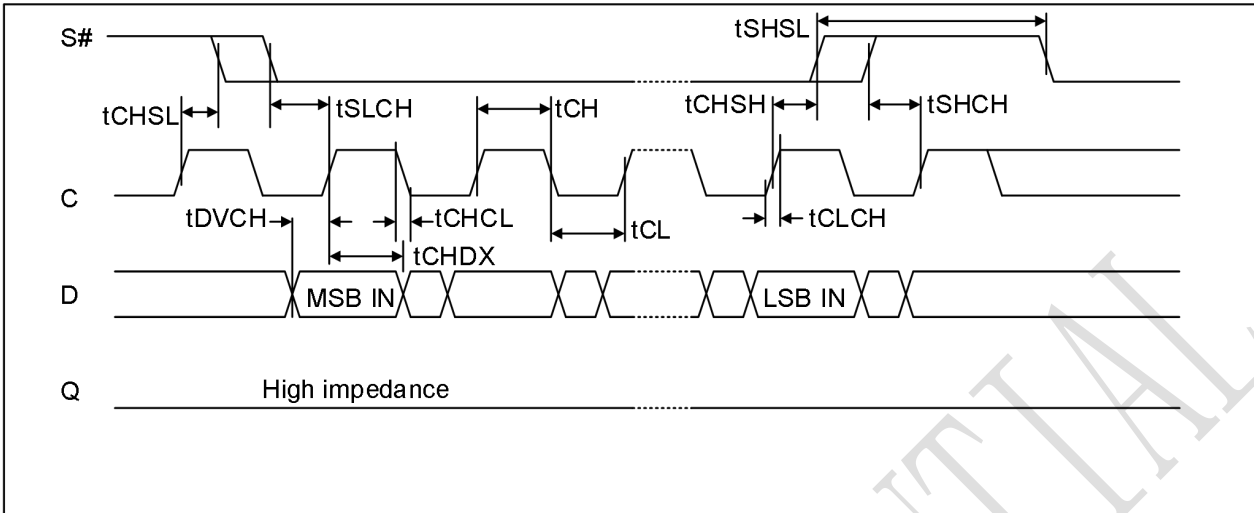 S#
tSHSL
tCHSL
tSLCH
tCH
tCHSH
tSHCH
C
tDVCH
tCHCL
tCL
tCLCH
tCHDX
D
MSB IN
LSB IN
Q
High impedance